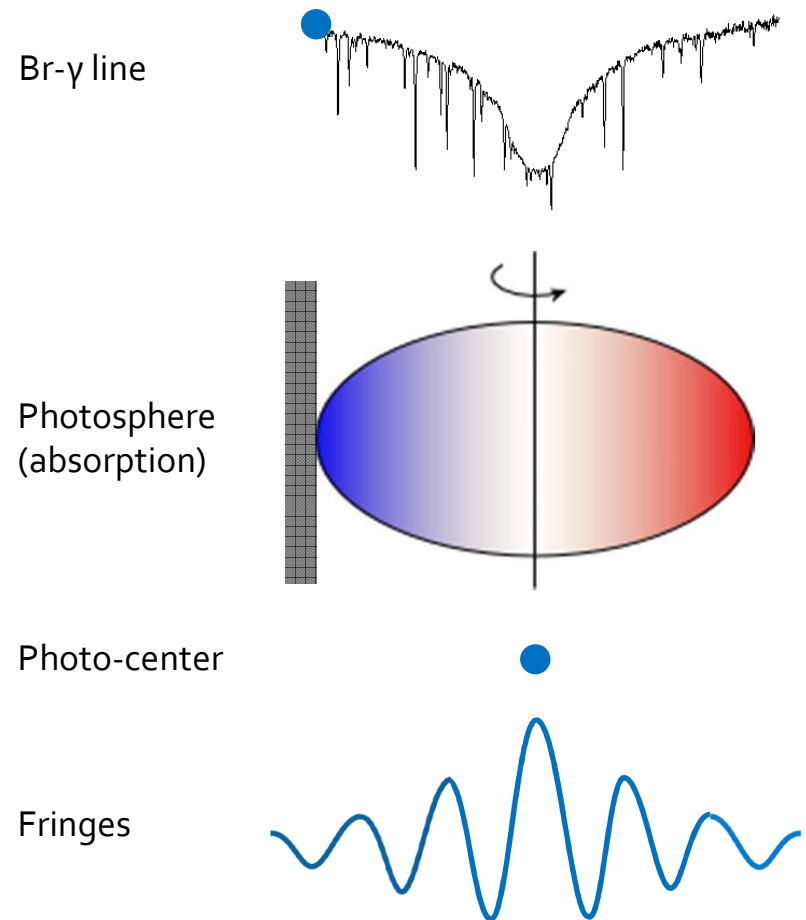 Br-γ line
Photosphere
(absorption)
Photo-center
Fringes